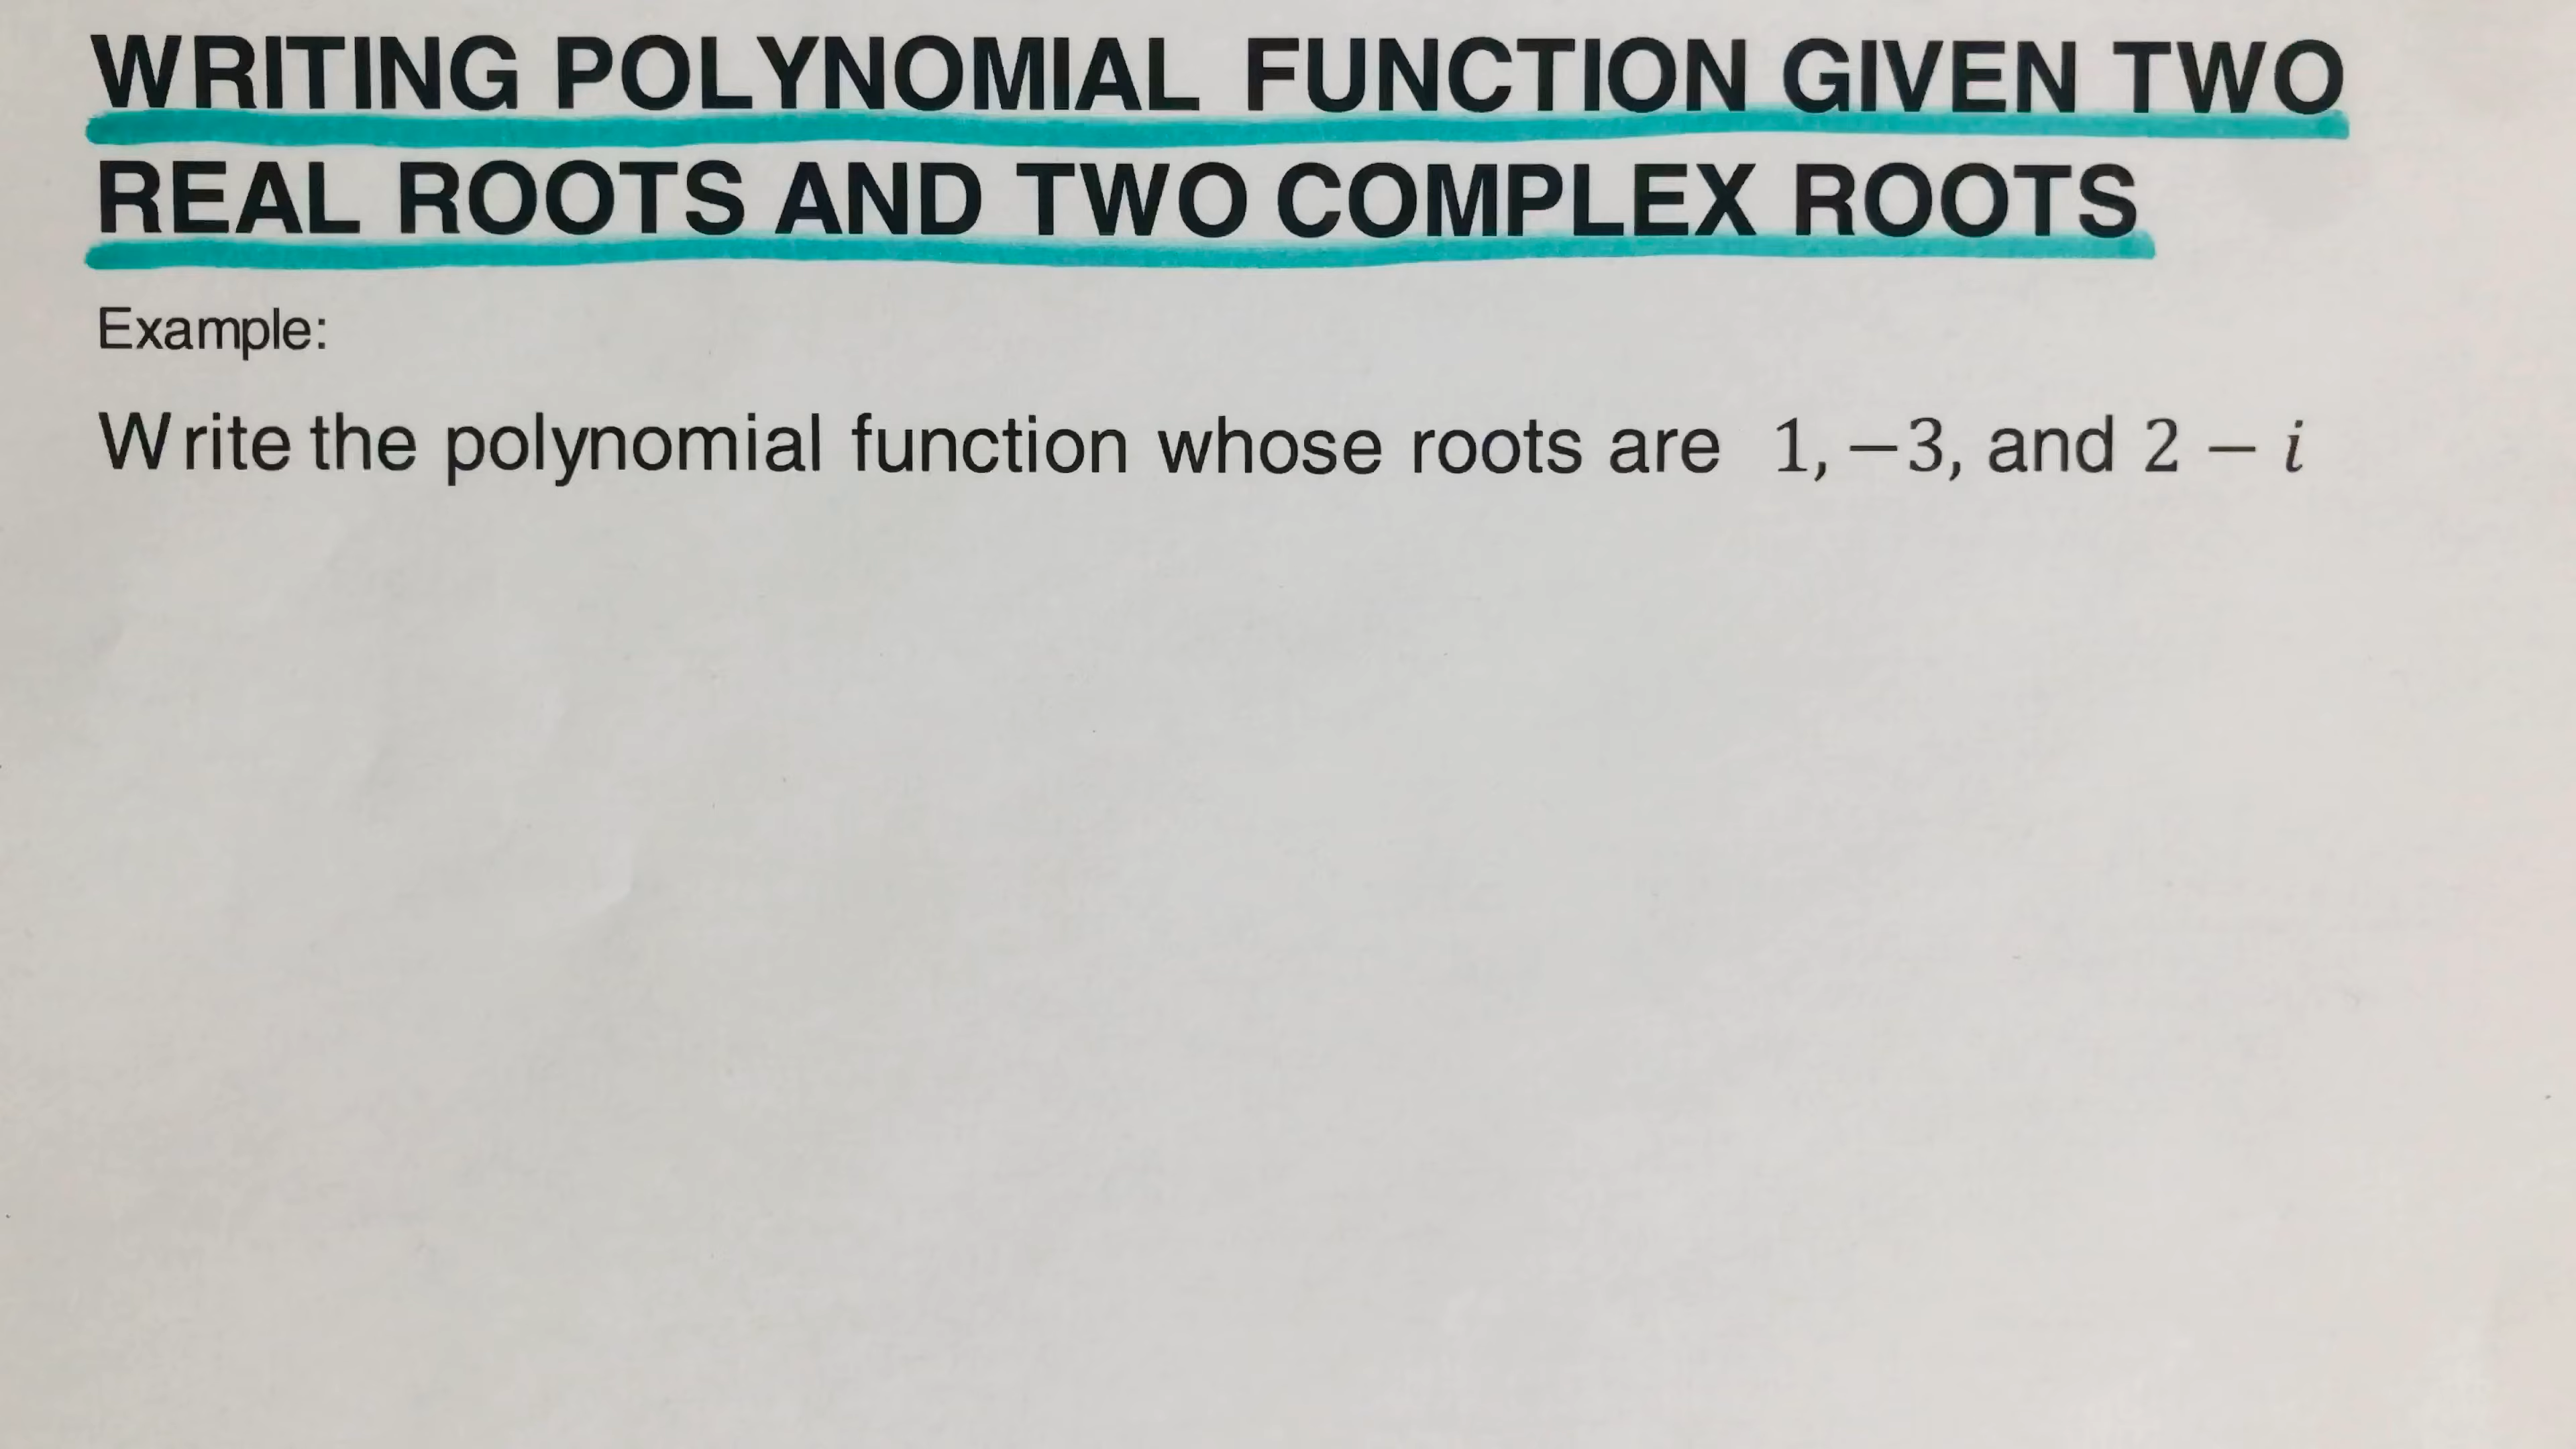 WRITING POLYNOMIAL FUNCTION GIVEN TWO
REAL ROOTS AND TWO COMPLEX ROOTS
Example:
Write the polynomial function whose roots are 1, −3, and 2 − i